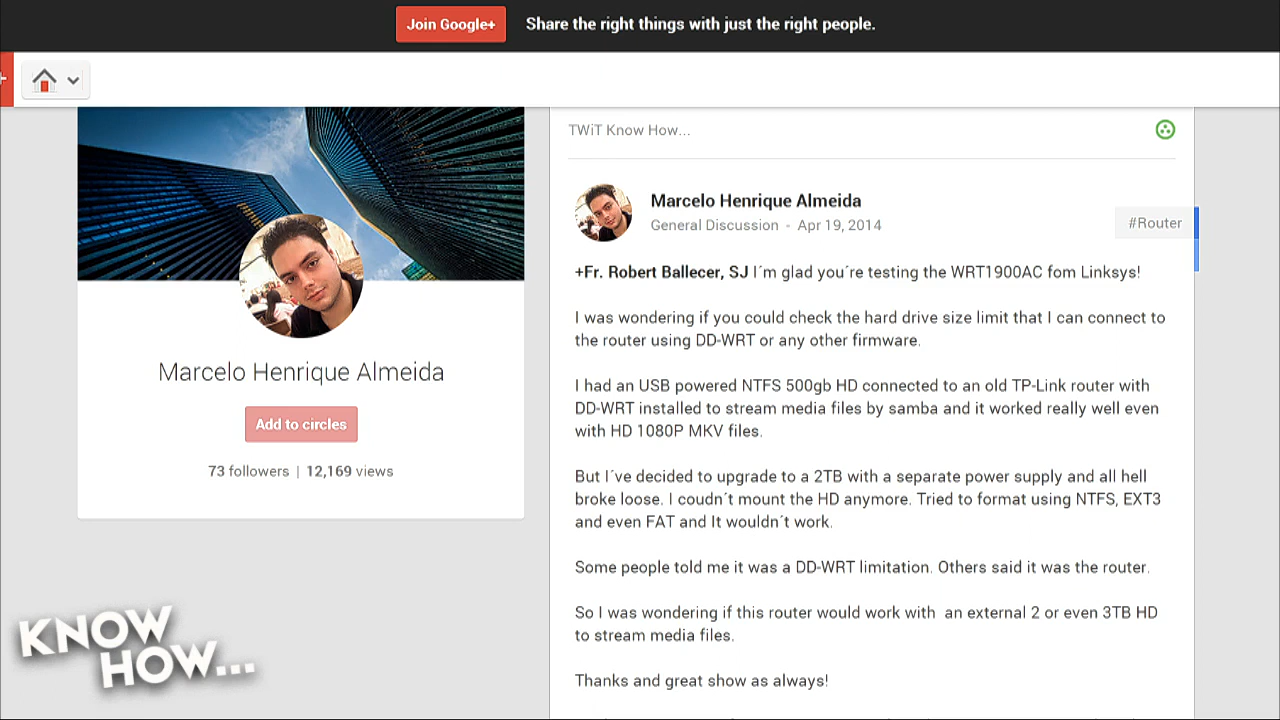 Join Google+ Share the right things with just the right people.
TWiT Know How...
Marcelo Henrique Almeida
General Discussion - Apr 19, 2014
#Router
+Fr. Robert Ballecer, SJ I´m glad you´re testing the WRT1900AC fom Linksys!
I was wondering if you could check the hard drive size limit that I can connect to
the router using DD-WRT or any other firmware.
I had an USB powered NTFS 500gb HD connected to an old TP-Link router with
DD-WRT installed to stream media files by samba and it worked really well even
with HD 1080P MKV files.
But I´ve decided to upgrade to a 2TB with a separate power supply and all hell
broke loose. I coudn´t mount the HD anymore. Tried to format using NTFS, EXT3
and even FAT and It wouldn´t work.
Some people told me it was a DD-WRT limitation. Others said it was the router.
So I was wondering if this router would work with  an external 2 or even 3TB HD
to stream media files.
Thanks and great show as always!
Marcelo Henrique Almeida
Add to circles
73 followers | 12,169 views
KNOW
HOW...